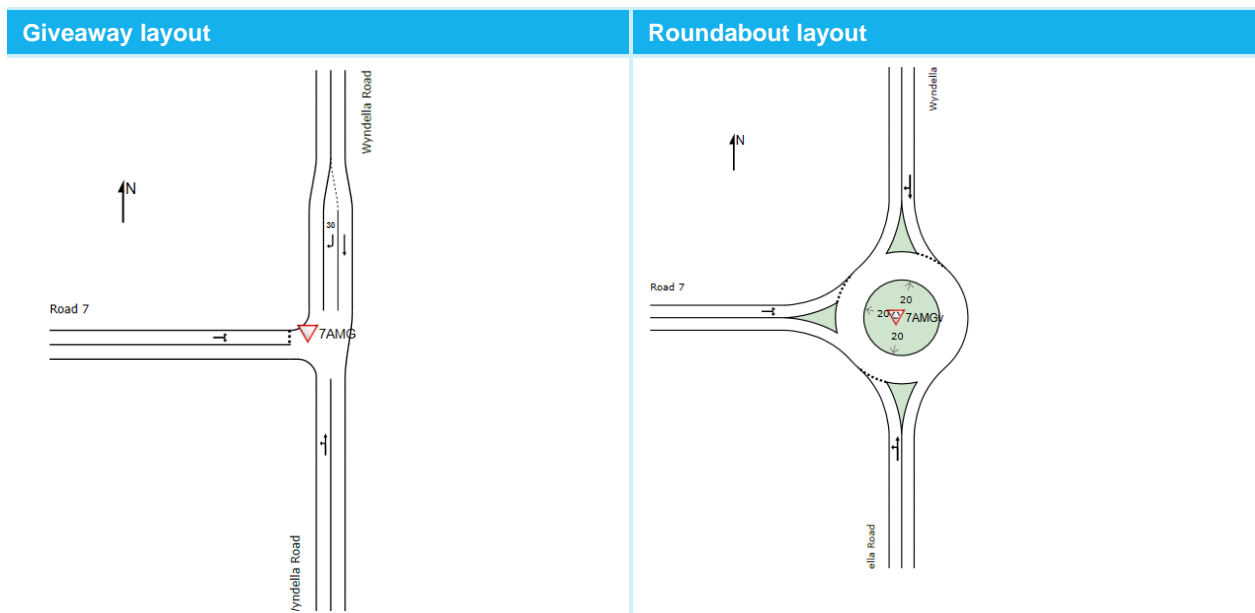 Giveaway layout
Wyndella Road
N
30
Road 7
7AMG
Wyndella Road
Roundabout layout
Wyndella
N
Road 7
20
20
7AMGv
20
ella Road